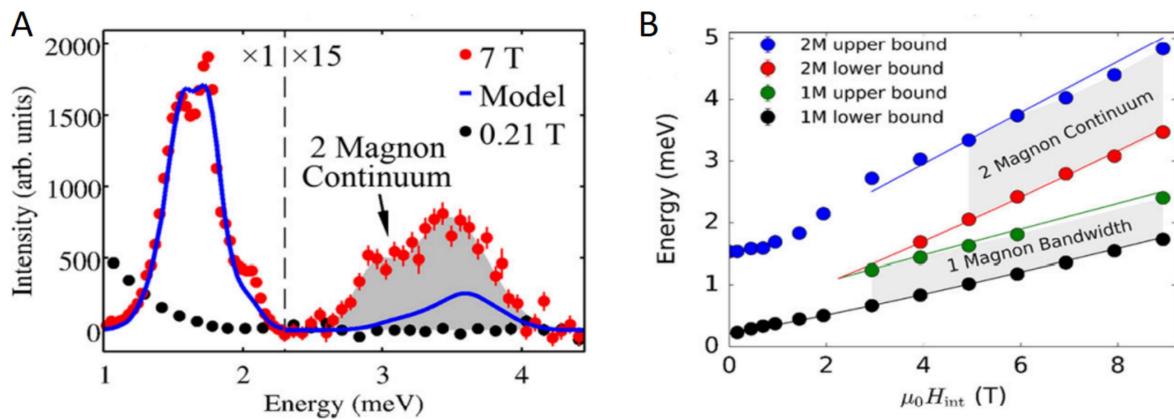 A
2000
1500
1000
500
0
Intensity (arb. units)
×1 ×15
7 T
Model
0.21 T
2 Magnon
Continuum
1 2 3 4
Energy (meV)
B
5
4
3
2
1
0
Energy (meV)
2M upper bound
2M lower bound
1M upper bound
1M lower bound
2 Magnon Continuum
1 Magnon Bandwidth
0 2 4 6 8
μ₀H_int (T)